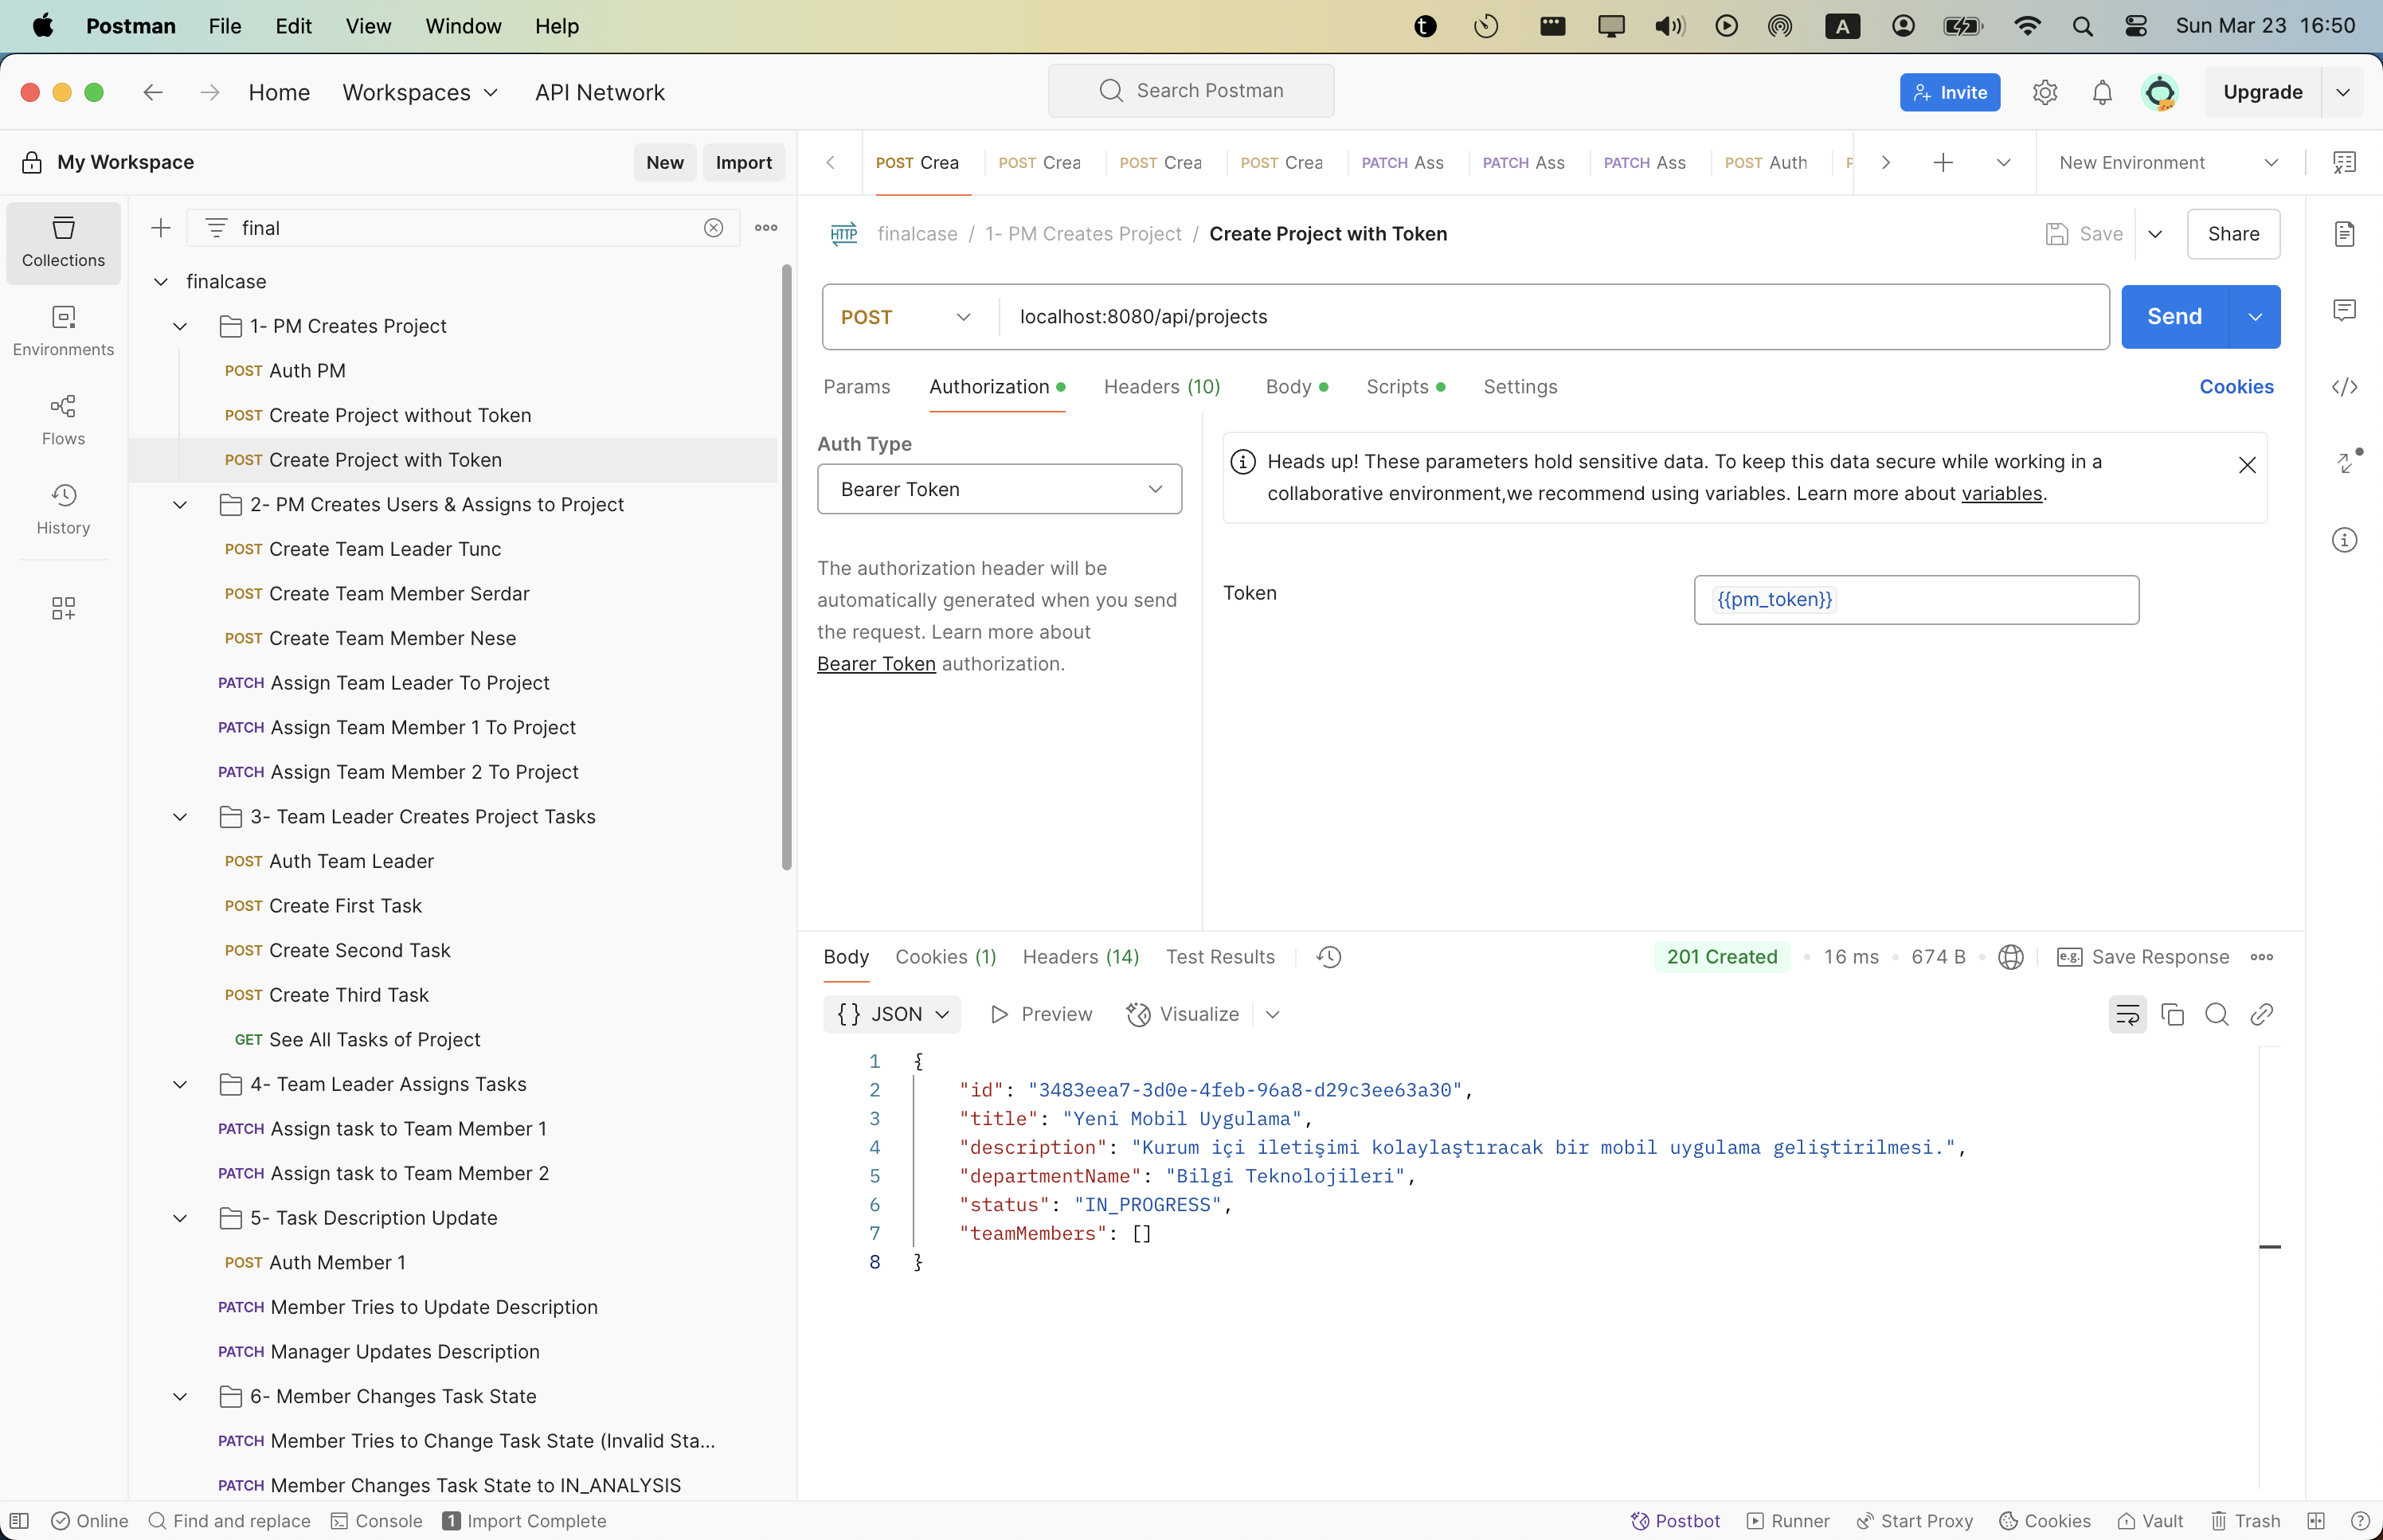 Postman File Edit View Window Help
A Sun Mar 23 16:50
Home Workspaces API Network
Search Postman
Invite Upgrade
My Workspace New Import
POST Crea POST Crea POST Crea POST Crea PATCH Ass PATCH Ass PATCH Ass POST Auth
New Environment
Collections
Environments
Flows
History
final
finalcase
1- PM Creates Project
POST Auth PM
POST Create Project without Token
POST Create Project with Token
2- PM Creates Users & Assigns to Project
POST Create Team Leader Tunc
POST Create Team Member Serdar
POST Create Team Member Nese
PATCH Assign Team Leader To Project
PATCH Assign Team Member 1 To Project
PATCH Assign Team Member 2 To Project
3- Team Leader Creates Project Tasks
POST Auth Team Leader
POST Create First Task
POST Create Second Task
POST Create Third Task
GET See All Tasks of Project
4- Team Leader Assigns Tasks
PATCH Assign task to Team Member 1
PATCH Assign task to Team Member 2
5- Task Description Update
POST Auth Member 1
PATCH Member Tries to Update Description
PATCH Manager Updates Description
6- Member Changes Task State
PATCH Member Tries to Change Task State (Invalid Sta...
PATCH Member Changes Task State to IN_ANALYSIS
HTTP finalcase / 1- PM Creates Project / Create Project with Token
Save Share
POST localhost:8080/api/projects Send
Params Authorization Headers (10) Body Scripts Settings Cookies
Auth Type
Bearer Token
The authorization header will be
automatically generated when you send
the request. Learn more about
Bearer Token authorization.
Heads up! These parameters hold sensitive data. To keep this data secure while working in a
collaborative environment,we recommend using variables. Learn more about variables.
Token {{pm_token}}
Body Cookies (1) Headers (14) Test Results
201 Created 16 ms 674 B e.g. Save Response
{} JSON Preview Visualize
1 {
2 "id": "3483eea7-3d0e-4feb-96a8-d29c3ee63a30",
3 "title": "Yeni Mobil Uygulama",
4 "description": "Kurum içi iletişimi kolaylaştıracak bir mobil uygulama geliştirilmesi.",
5 "departmentName": "Bilgi Teknolojileri",
6 "status": "IN_PROGRESS",
7 "teamMembers": []
8 }
Online Find and replace Console 1 Import Complete
Postbot Runner Start Proxy Cookies Vault Trash